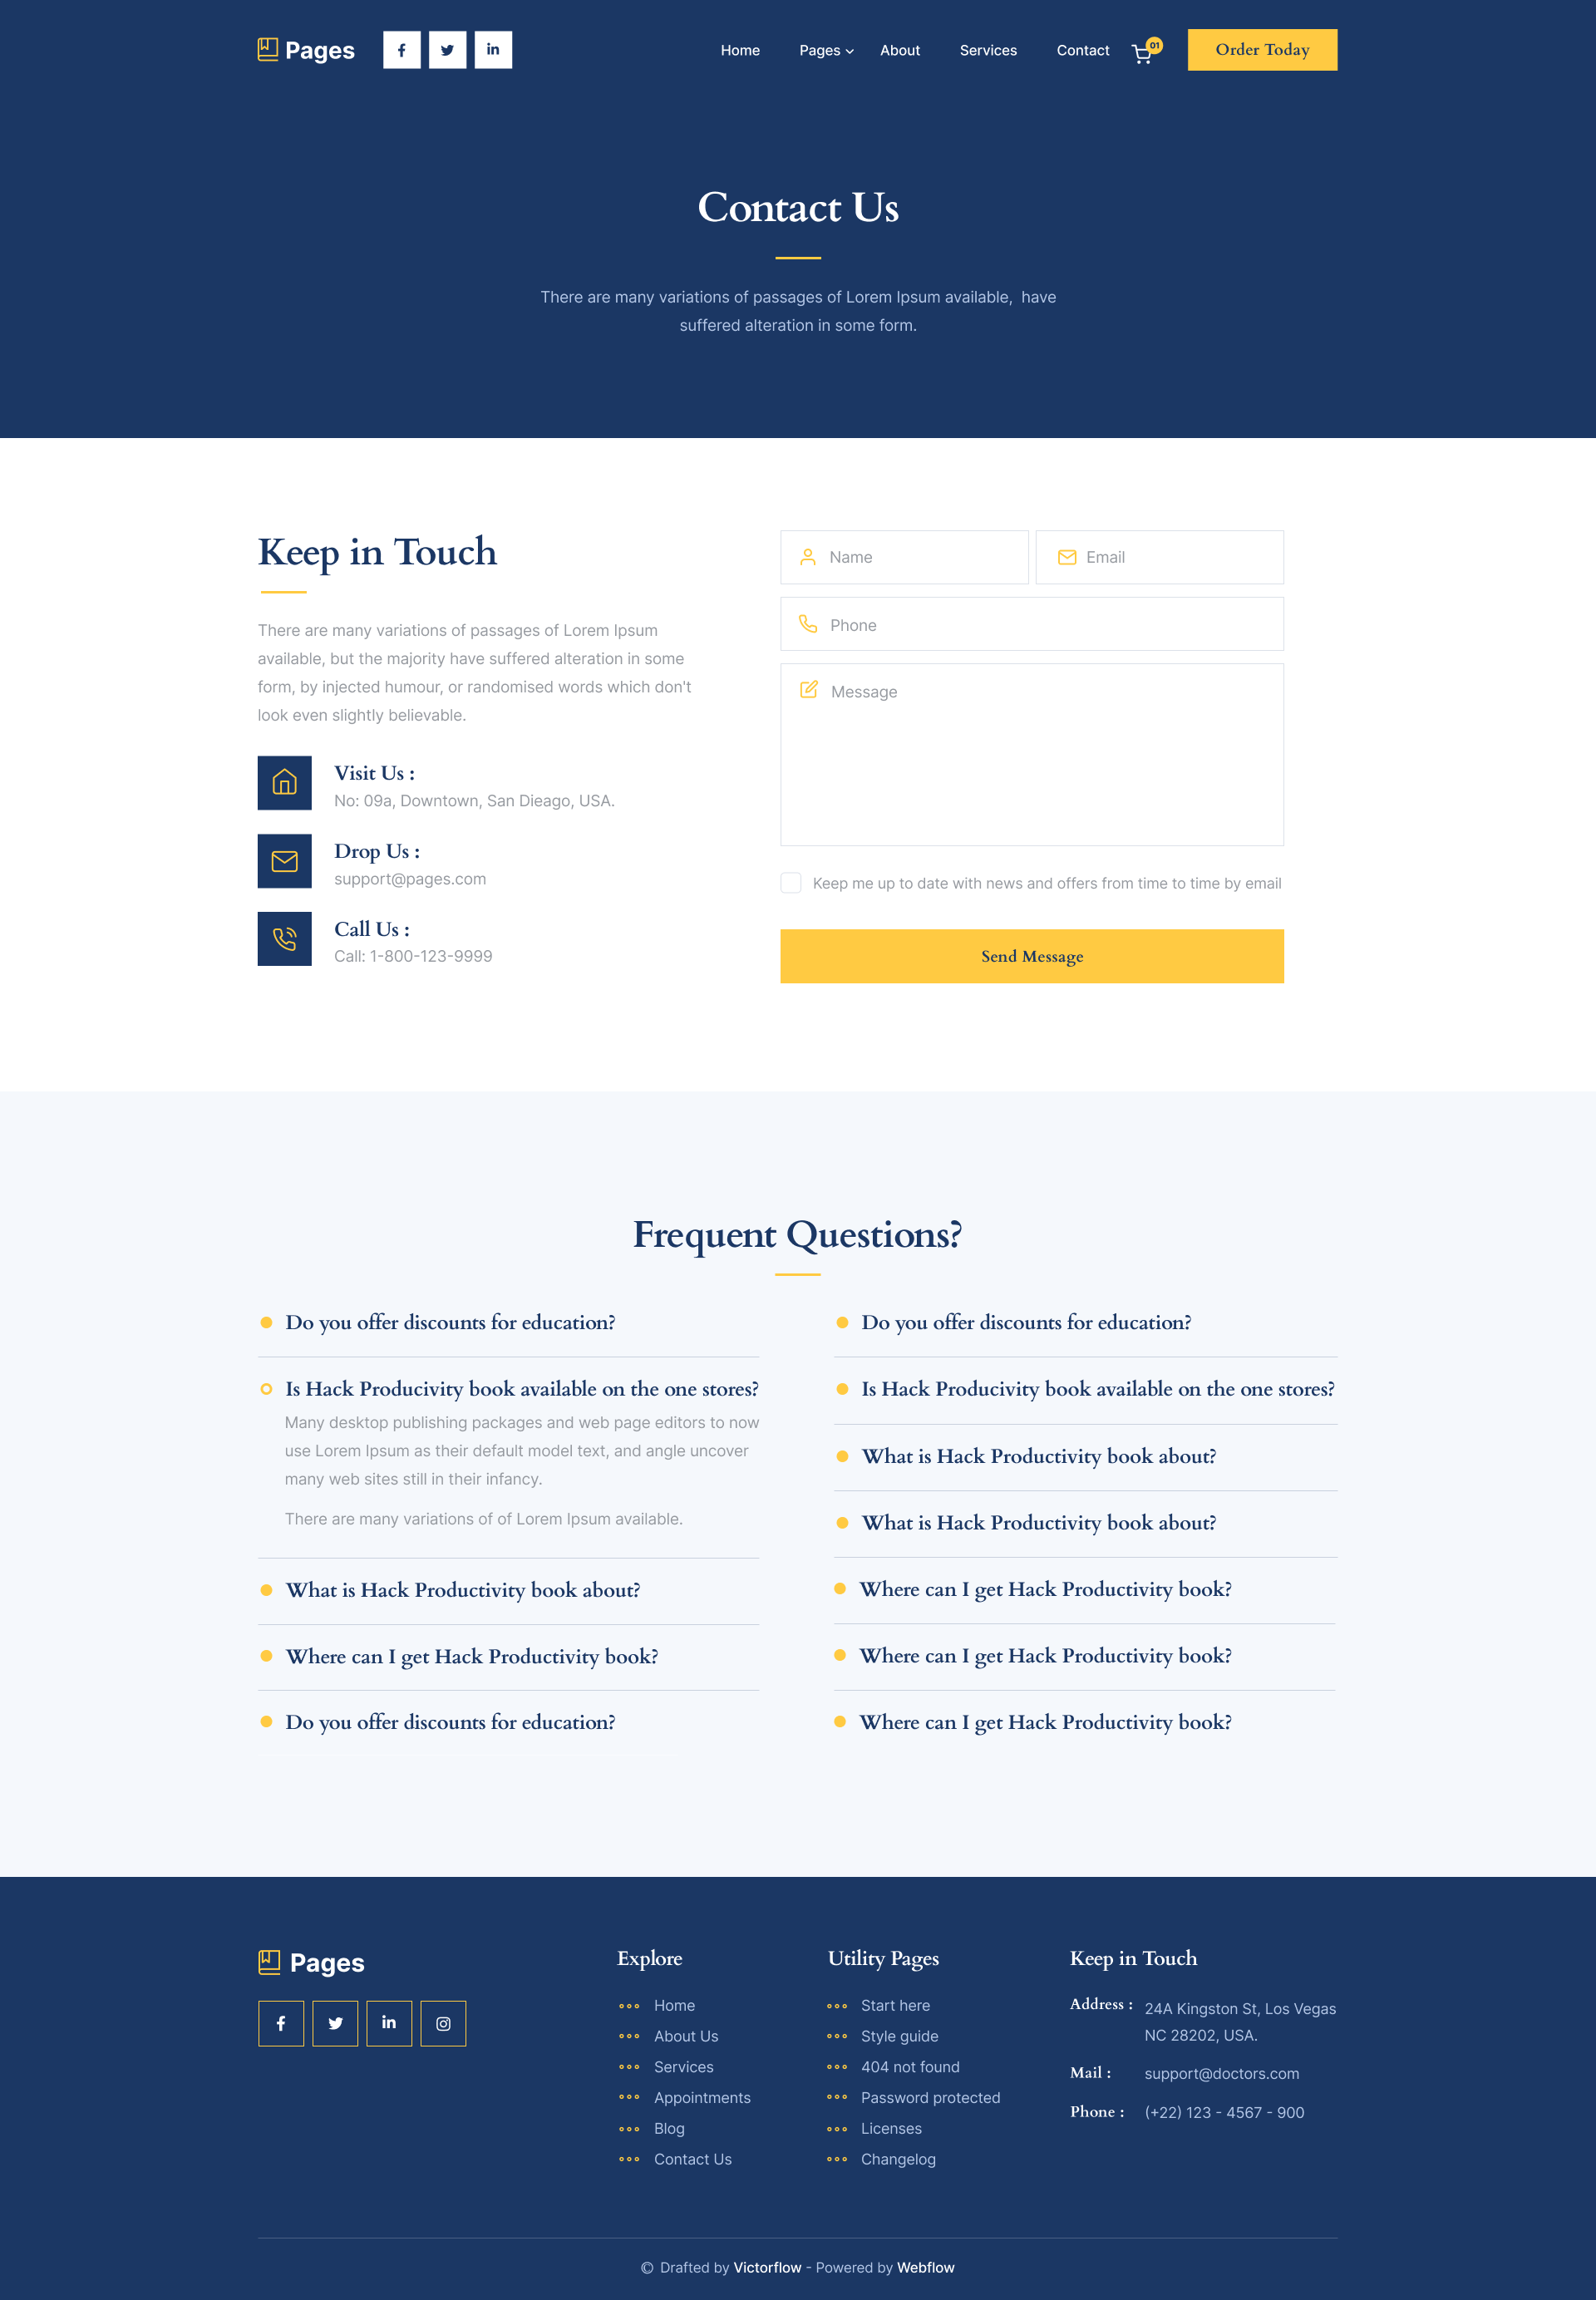 Pages
Home
Pages
About
Services
Contact
01
Order Today
Contact Us
There are many variations of passages of Lorem Ipsum available,  have
suffered alteration in some form.
Keep in Touch
There are many variations of passages of Lorem Ipsum
available, but the majority have suffered alteration in some
form, by injected humour, or randomised words which don't
look even slightly believable.
Visit Us :
No: 09a, Downtown, San Dieago, USA.
Drop Us :
support@pages.com
Call Us :
Call: 1-800-123-9999
Name
Email
Phone
Message
Keep me up to date with news and offers from time to time by email
Send Message
Frequent Questions?
Do you offer discounts for education?
Is Hack Producivity book available on the one stores?
Many desktop publishing packages and web page editors to now
use Lorem Ipsum as their default model text, and angle uncover
many web sites still in their infancy.
There are many variations of of Lorem Ipsum available.
What is Hack Productivity book about?
Where can I get Hack Productivity book?
Do you offer discounts for education?
Do you offer discounts for education?
Is Hack Producivity book available on the one stores?
What is Hack Productivity book about?
What is Hack Productivity book about?
Where can I get Hack Productivity book?
Where can I get Hack Productivity book?
Where can I get Hack Productivity book?
Pages
Explore
Home
About Us
Services
Appointments
Blog
Contact Us
Utility Pages
Start here
Style guide
404 not found
Password protected
Licenses
Changelog
Keep in Touch
Address : 24A Kingston St, Los Vegas
NC 28202, USA.
Mail : support@doctors.com
Phone : (+22) 123 - 4567 - 900
© Drafted by Victorflow - Powered by Webflow